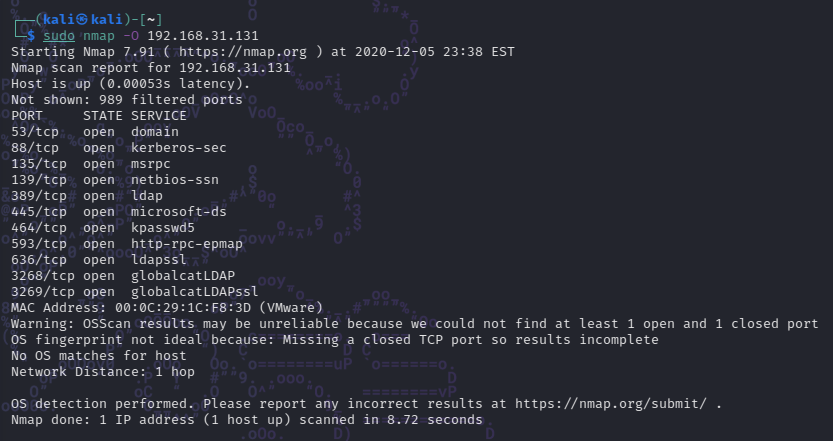 ┌──(kali㉿kali)-[~]
└─$ sudo nmap -O 192.168.31.131
Starting Nmap 7.91 ( https://nmap.org ) at 2020-12-05 23:38 EST
Nmap scan report for 192.168.31.131
Host is up (0.00053s latency).
Not shown: 989 filtered ports
PORT     STATE SERVICE
53/tcp   open  domain
88/tcp   open  kerberos-sec
135/tcp  open  msrpc
139/tcp  open  netbios-ssn
389/tcp  open  ldap
445/tcp  open  microsoft-ds
464/tcp  open  kpasswd5
593/tcp  open  http-rpc-epmap
636/tcp  open  ldapssl
3268/tcp open  globalcatLDAP
3269/tcp open  globalcatLDAPssl
MAC Address: 00:0C:29:1C:F8:3D (VMware)
Warning: OSScan results may be unreliable because we could not find at least 1 open and 1 closed port
OS fingerprint not ideal because: Missing a closed TCP port so results incomplete
No OS matches for host
Network Distance: 1 hop
OS detection performed. Please report any incorrect results at https://nmap.org/submit/ .
Nmap done: 1 IP address (1 host up) scanned in 8.72 seconds